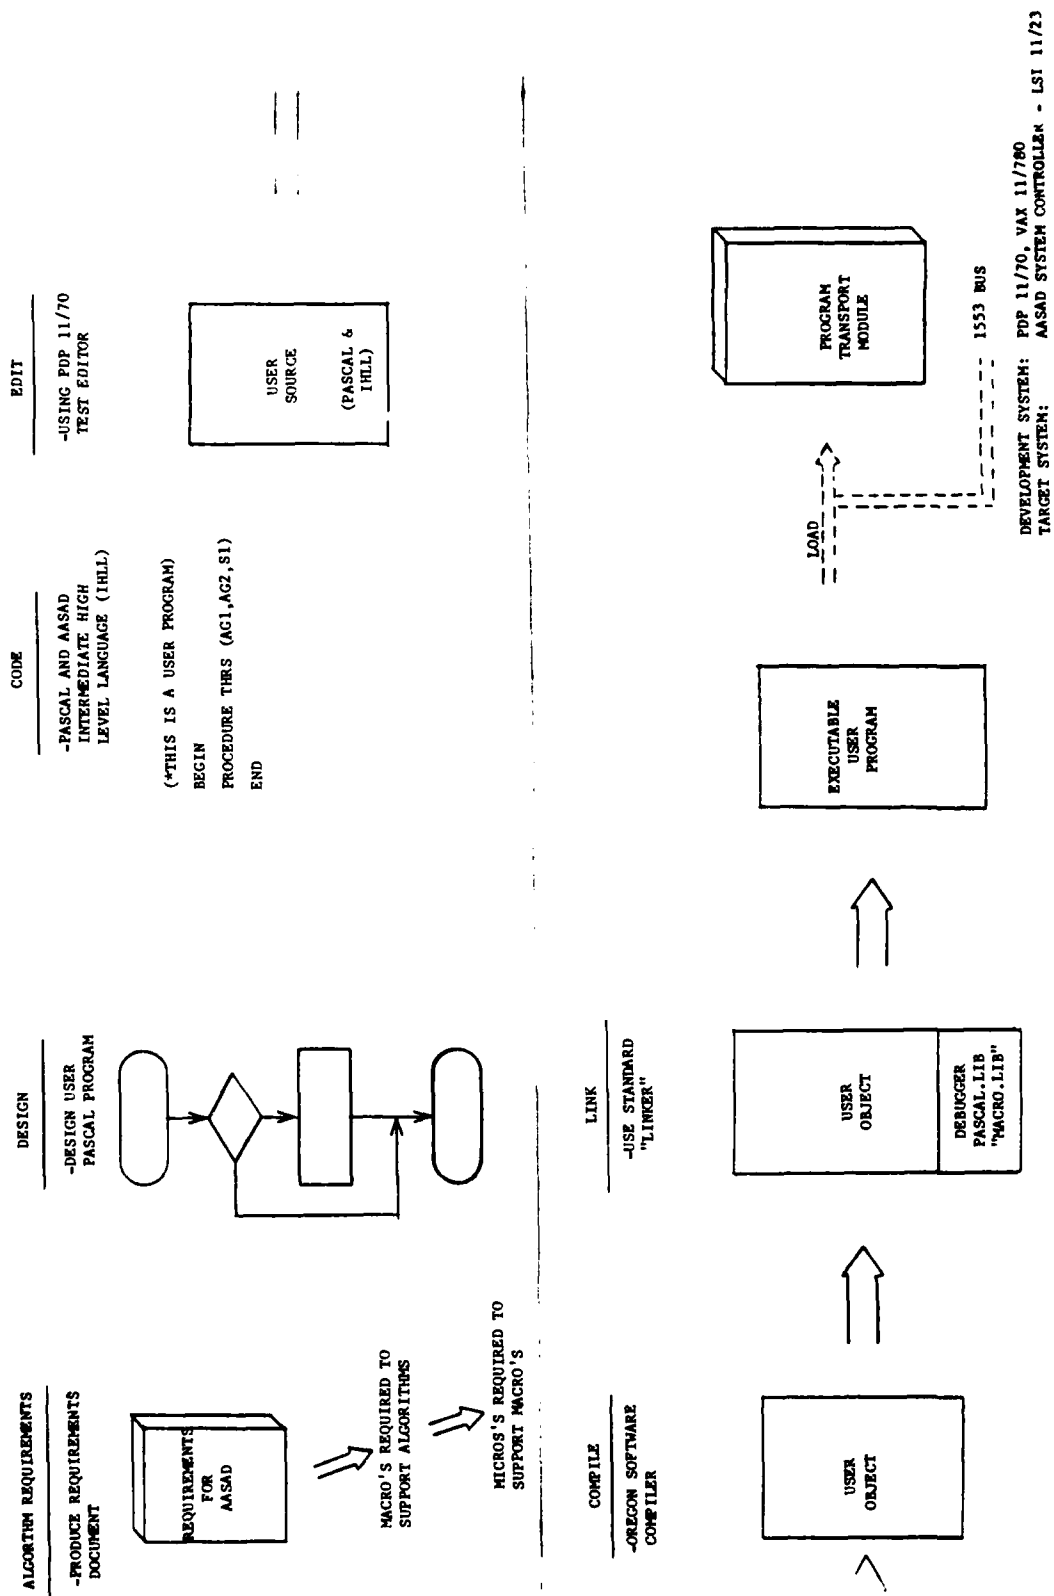 ALGORITHM REQUIREMENTS
-PRODUCE REQUIREMENTS
DOCUMENT
REQUIREMENTS
FOR
AASAD
MACRO'S REQUIRED TO
SUPPORT ALGORITHMS
MICROS'S REQUIRED TO
SUPPORT MACRO'S
DESIGN
-DESIGN USER
PASCAL PROGRAM
CODE
-PASCAL AND AASAD
INTERMEDIATE HIGH
LEVEL LANGUAGE (IHLL)
(*THIS IS A USER PROGRAM)
BEGIN
PROCEDURE THRS (AG1,AG2,S1)
END
EDIT
-USING PDP 11/70
TEST EDITOR
USER
SOURCE
(PASCAL &
IHLL)
COMPILE
-OREGON SOFTWARE
COMPILER
USER
OBJECT
LINK
-USE STANDARD
"LINKER"
USER
OBJECT
DEBUGGER
PASCAL.LIB
"MACRO.LIB"
EXECUTABLE
USER
PROGRAM
LOAD
PROGRAM
TRANSPORT
MODULE
1553 BUS
DEVELOPMENT SYSTEM: PDP 11/70, VAX 11/780
TARGET SYSTEM: AASAD SYSTEM CONTROLLER - LSI 11/23